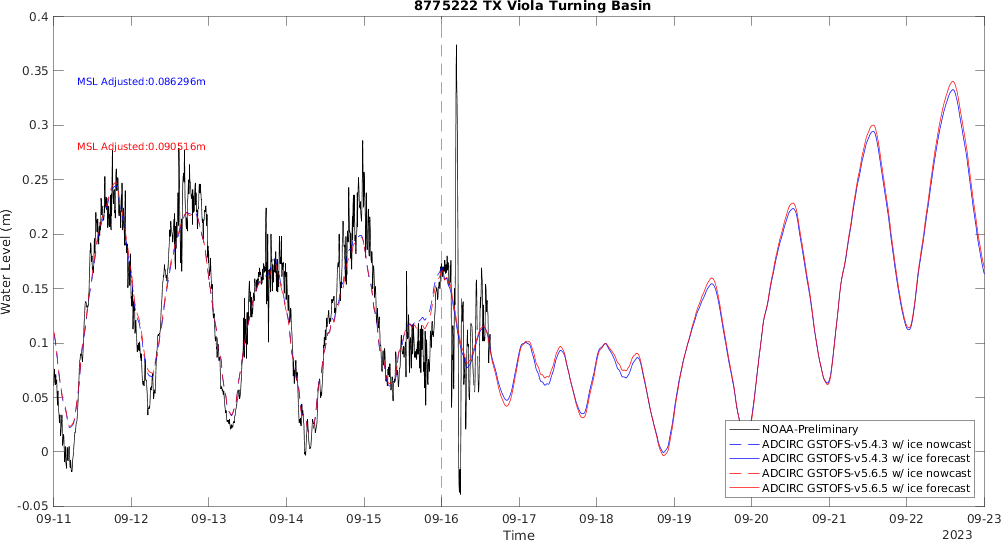 8775222 TX Viola Turning Basin
0.4
0.35
0.3
0.25
0.2
0.15
0.1
0.05
0
-0.05
Water Level (m)
MSL Adjusted:0.086296m
MSL Adjusted:0.090516m
NOAA-Preliminary
ADCIRC GSTOFS-v5.4.3 w/ ice nowcast
ADCIRC GSTOFS-v5.4.3 w/ ice forecast
ADCIRC GSTOFS-v5.6.5 w/ ice nowcast
ADCIRC GSTOFS-v5.6.5 w/ ice forecast
09-11 09-12 09-13 09-14 09-15 09-16 09-17 09-18 09-19 09-20 09-21 09-22 09-23
Time
2023